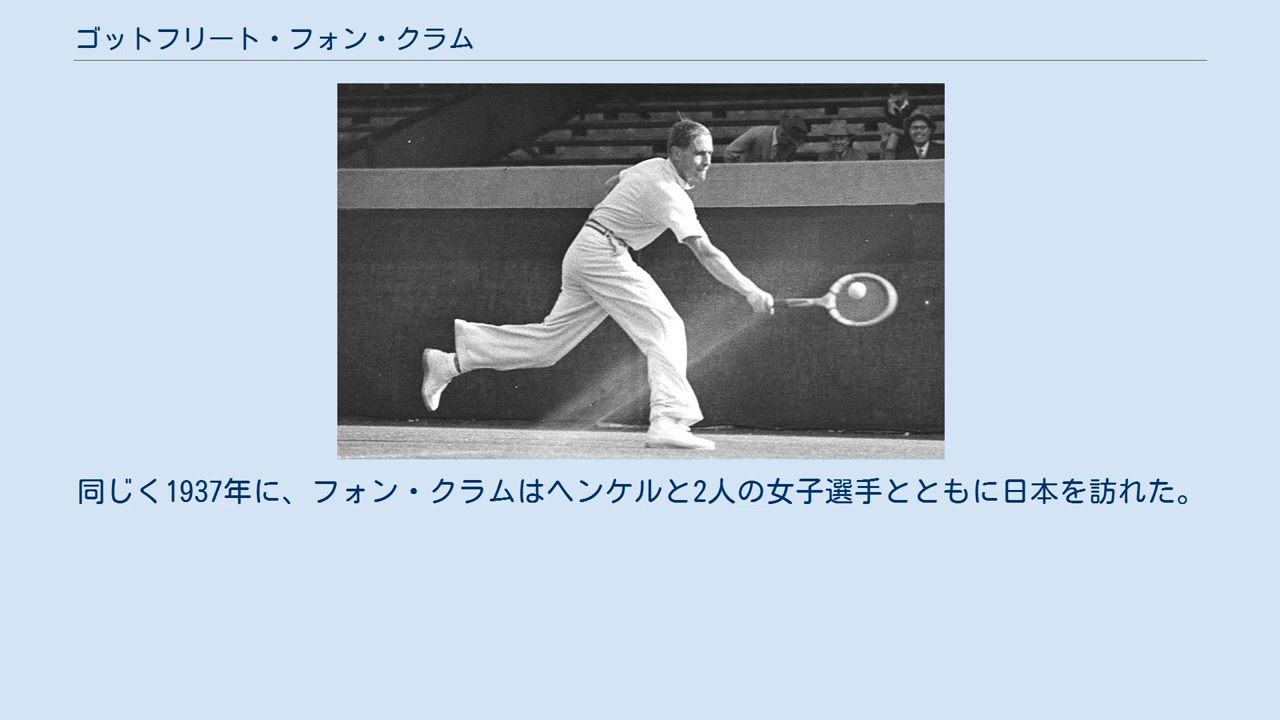 ゴットフリート・フォン・クラム
同じく1937年に、フォン・クラムはヘンケルと2人の女子選手とともに日本を訪れた。